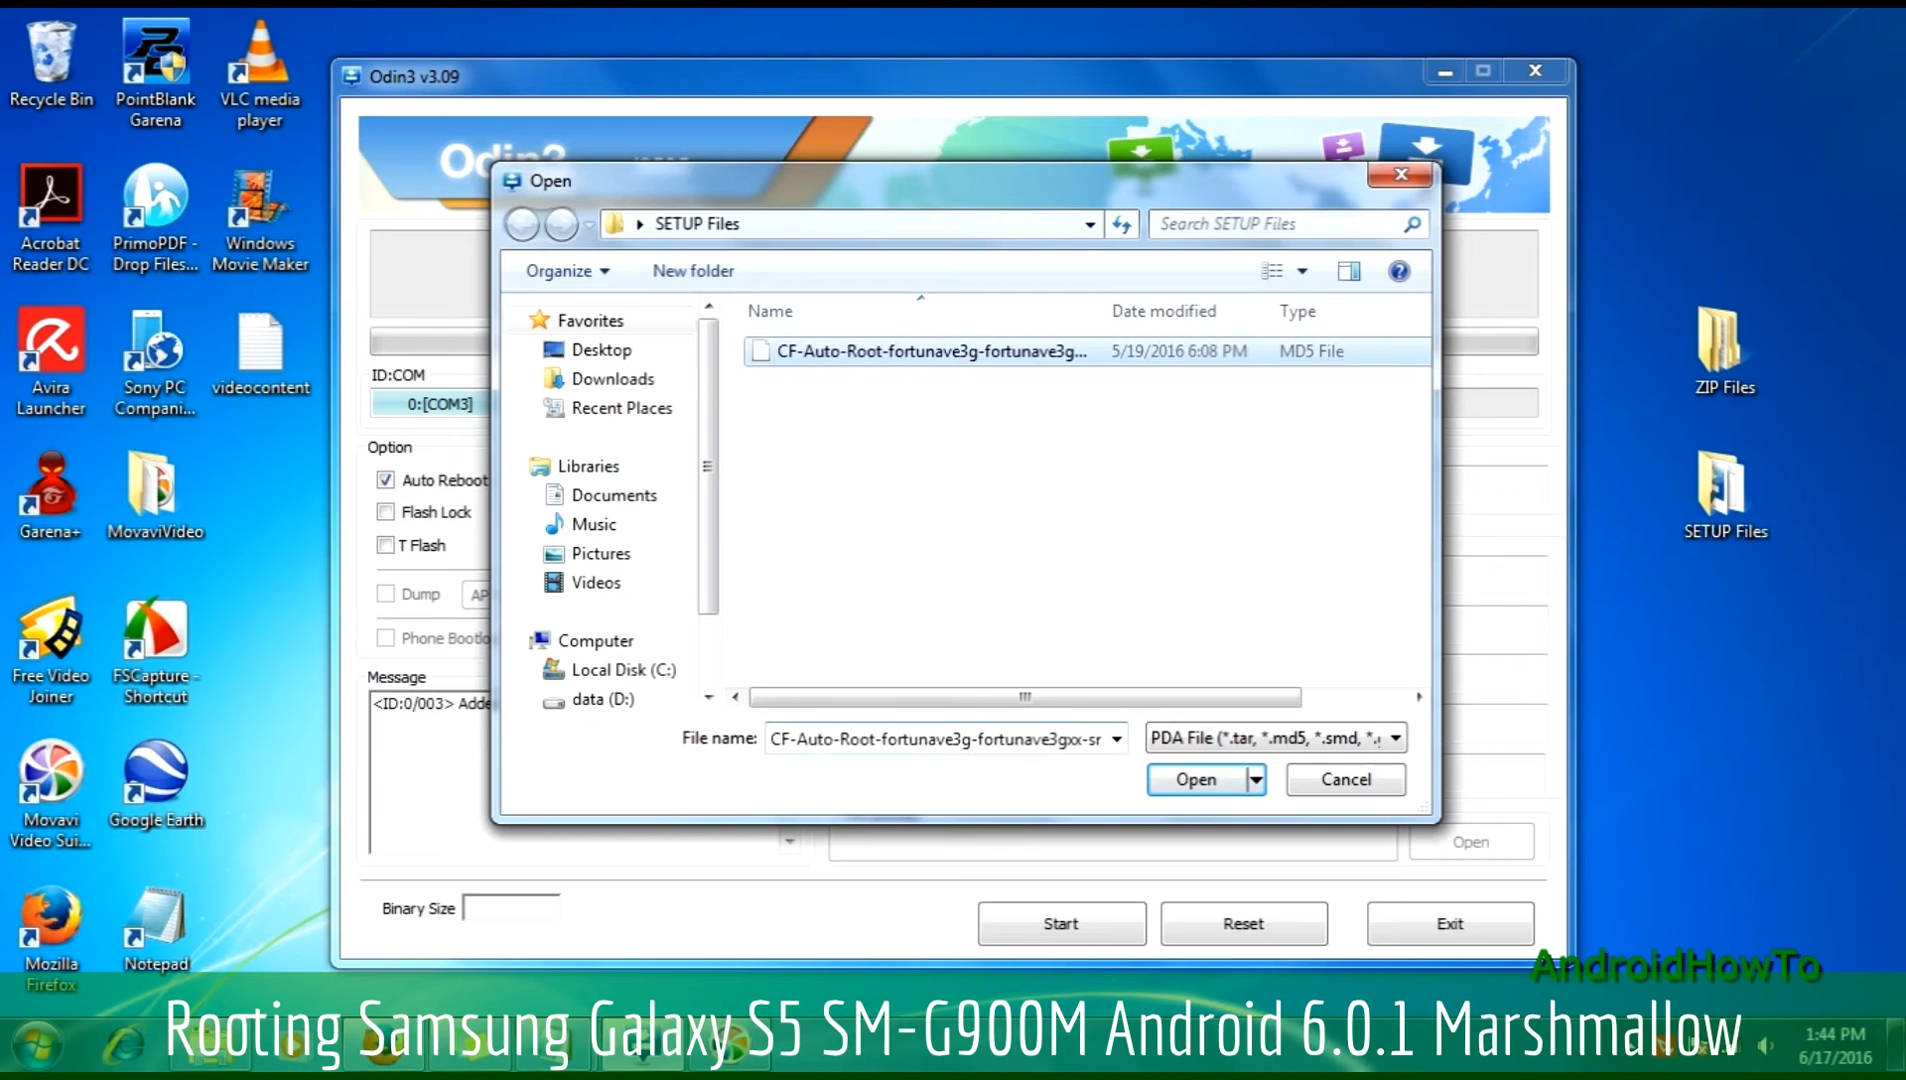 Recycle Bin
PointBlank
Garena
VLC media
player
Acrobat
Reader DC
PrimoPDF -
Drop Files...
Windows
Movie Maker
Avira
Launcher
Sony PC
Compani...
videocontent
Garena+
MovaviVideo
Free Video
Joiner
FSCapture -
Shortcut
Movavi
Video Sui...
Google Earth
Mozilla
Firefox
Notepad
Odin3 v3.09
Odin3
ID:COM
0:[COM3]
Option
Auto Reboot
Flash Lock
T Flash
Dump
AP
Phone Bootlo
Message
<ID:0/003> Adde
Binary Size
Open
SETUP Files
Search SETUP Files
Organize
New folder
Name
Date modified
Type
CF-Auto-Root-fortunave3g-fortunave3g...
5/19/2016 6:08 PM
MD5 File
Favorites
Desktop
Downloads
Recent Places
Libraries
Documents
Music
Pictures
Videos
Computer
Local Disk (C:)
data (D:)
File name:
CF-Auto-Root-fortunave3g-fortunave3gxx-sr
PDA File (*.tar, *.md5, *.smd, *.
Open
Cancel
Open
Start
Reset
Exit
ZIP Files
SETUP Files
AndroidHowTo
Rooting Samsung Galaxy S5 SM-G900M Android 6.0.1 Marshmallow
1:44 PM
6/17/2016